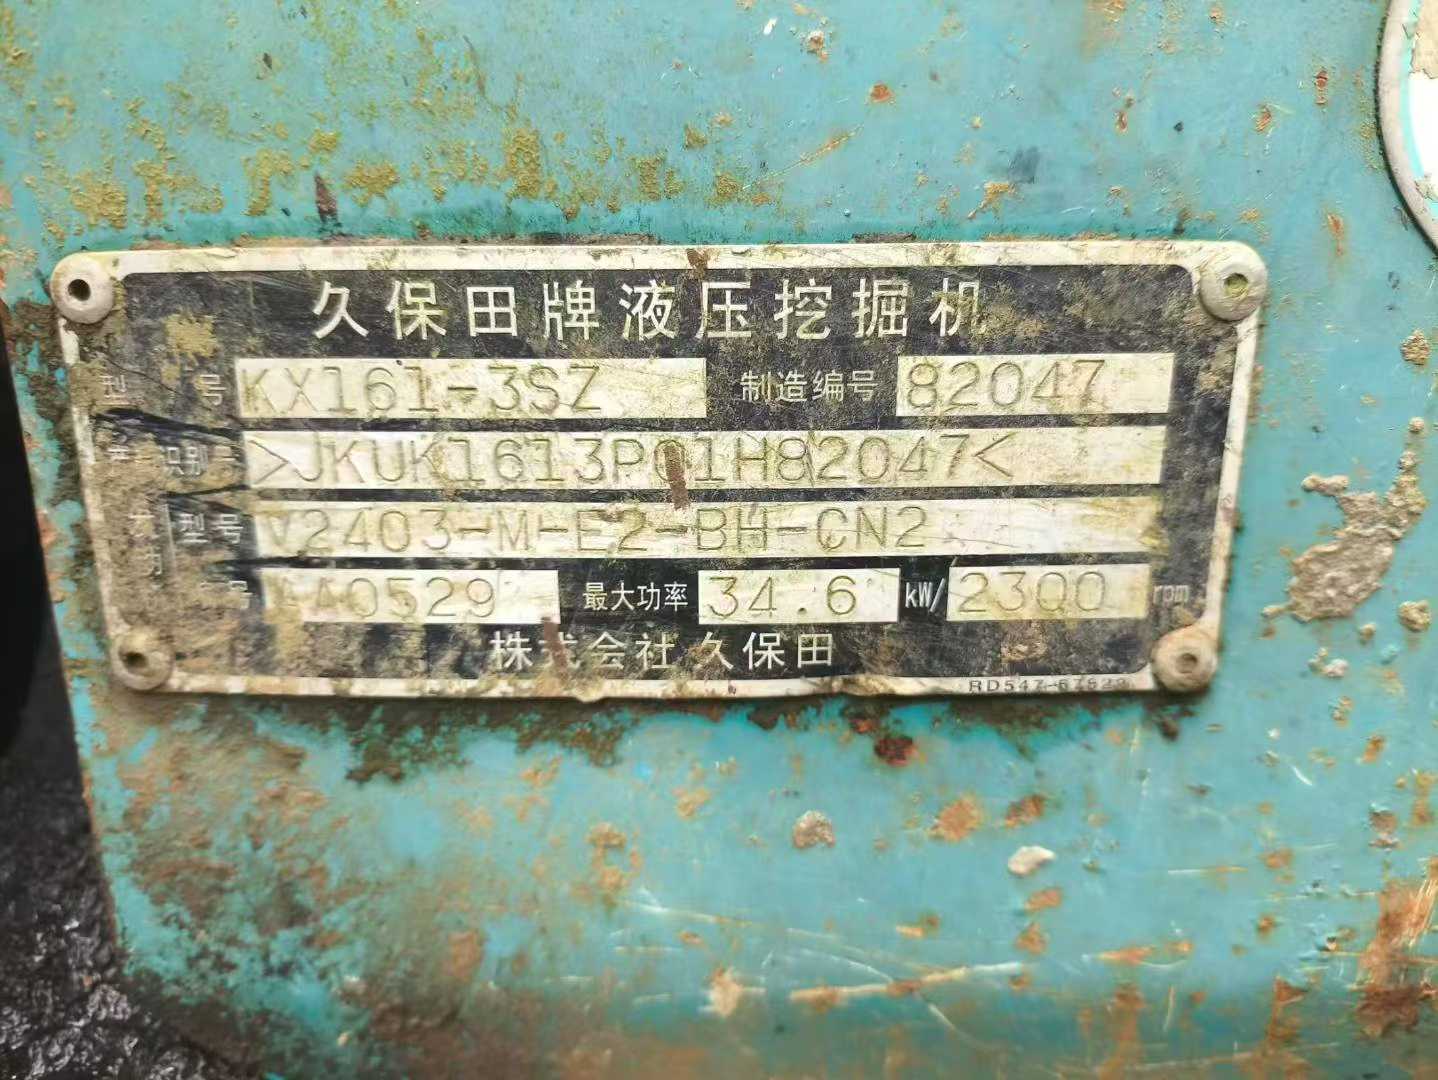 久保田牌液压挖掘机
型 号 KX161-3SZ 制造编号 82047
识别号 >JKUK1613P01H82047<
型号 V2403-M-E2-BH-CN2
号 AA0529 最大功率 34.6 kW/ 2300 rpm
株式会社久保田